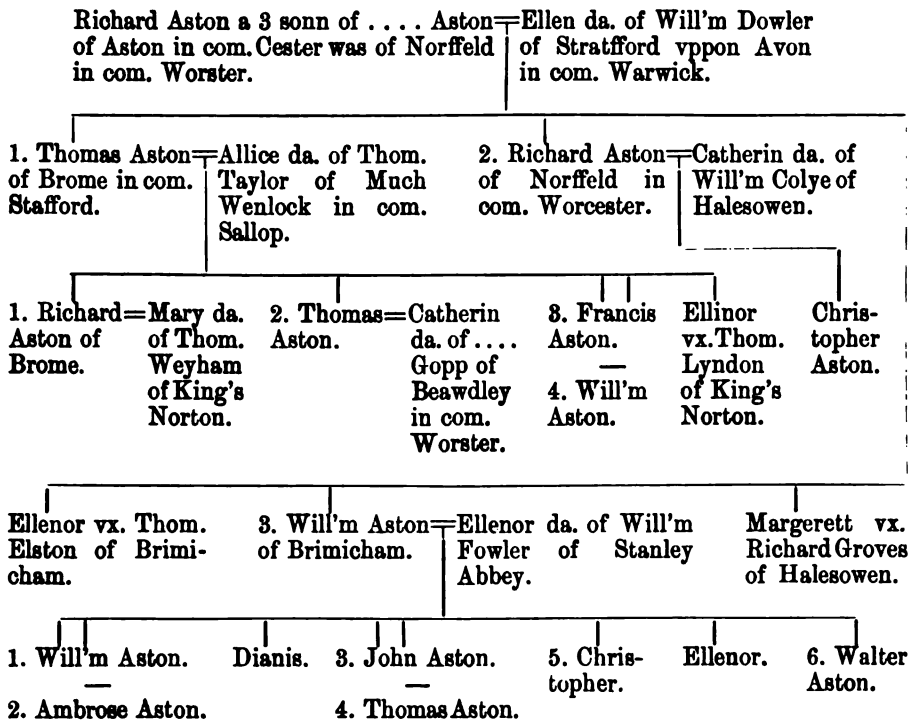 Richard Aston a 3 sonn of .... Aston
of Aston in com. Cester was of Norffeld
in com. Worster.
Ellen da. of Will'm Dowler
of Stratfford vppon Avon
in com. Warwick.
1. Thomas Aston
of Brome in com.
Stafford.
Allice da. of Thom.
Taylor of Much
Wenlock in com.
Sallop.
2. Richard Aston
of Norffeld in
com. Worcester.
Catherin da. of
Will'm Colye of
Halesowen.
1. Richard=
Aston of
Brome.
Mary da.
of Thom.
Weyham
of King's
Norton.
2. Thomas=
Aston.
Catherin
da. of ....
Gopp of
Beawdley
in com.
Worster.
3. Francis
Aston.
—
4. Will'm
Aston.
Ellinor
vx. Thom.
Lyndon
of King's
Norton.
Chris-
topher
Aston.
Ellenor vx. Thom.
Elston of Brimi-
cham.
3. Will'm Aston
of Brimicham.
Ellenor da. of Will'm
Fowler of Stanley
Abbey.
Margerett vx.
Richard Groves
of Halesowen.
1. Will'm Aston.
—
2. Ambrose Aston.
Dianis.
3. John Aston.
—
4. Thomas Aston.
5. Chris-
topher.
Ellenor.
6. Walter
Aston.